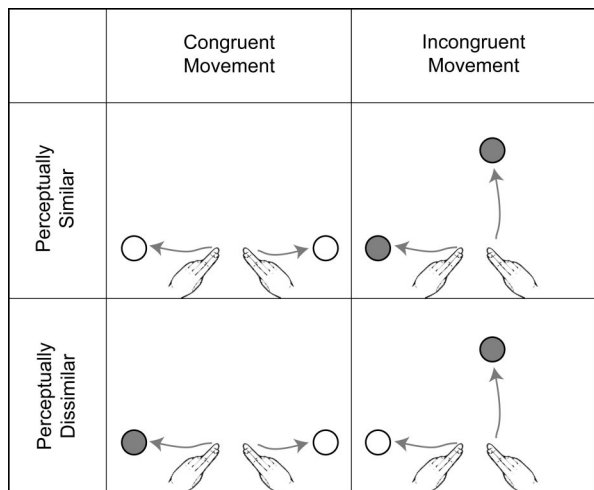 Congruent
Movement
Incongruent
Movement
Perceptually
Similar
Perceptually
Dissimilar